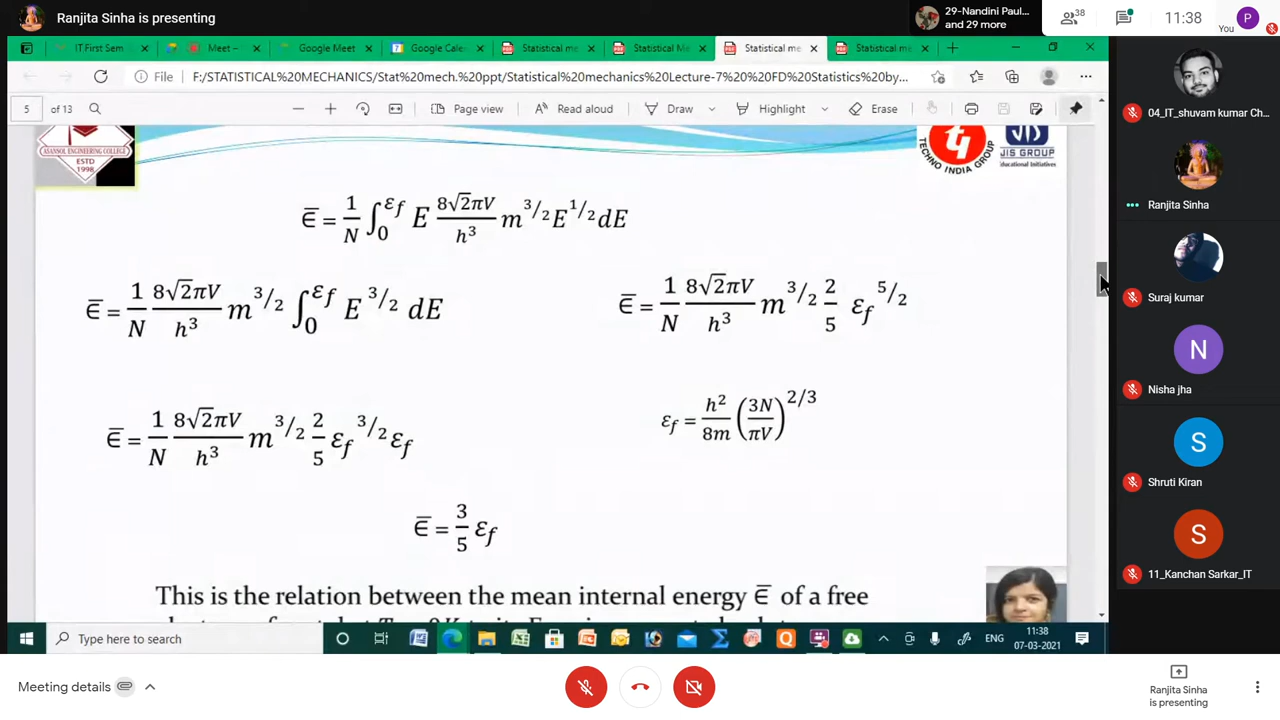 Ranjita Sinha is presenting
29-Nandini Paul...
and 29 more
38
11:38
You
P
IT First Sem
Meet –
Google Meet
Google Cale
Statistical me
Statistical M
Statistical me
Statistical me
File
F:/STATISTICAL%20MECHANICS/Stat%20mech.%20ppt/Statistical%20mechanics%20Lecture-7%20%20FD%20Statistics%20by...
5 of 13
Page view
Read aloud
Draw
Highlight
Erase
ASANSOL ENGINEERING COLLEGE
ESTD
1998
TECHNO INDIA GROUP
JIS GROUP
Educational Initiatives
ϵ̅ = 1/N ∫₀^εf E 8√2πV/h³ m^3/2 E^1/2 dE
ϵ̅ = 1/N 8√2πV/h³ m^3/2 ∫₀^εf E^3/2 dE
ϵ̅ = 1/N 8√2πV/h³ m^3/2 2/5 εf^5/2
ϵ̅ = 1/N 8√2πV/h³ m^3/2 2/5 εf^3/2 εf
εf = h²/8m (3N/πV)^2/3
ϵ̅ = 3/5 εf
This is the relation between the mean internal energy ϵ̅ of a free
04_IT_shuvam kumar Ch...
Ranjita Sinha
Suraj kumar
N
Nisha jha
S
Shruti Kiran
S
11_Kanchan Sarkar_IT
Type here to search
ENG
11:38
07-03-2021
Meeting details
Ranjita Sinha
is presenting